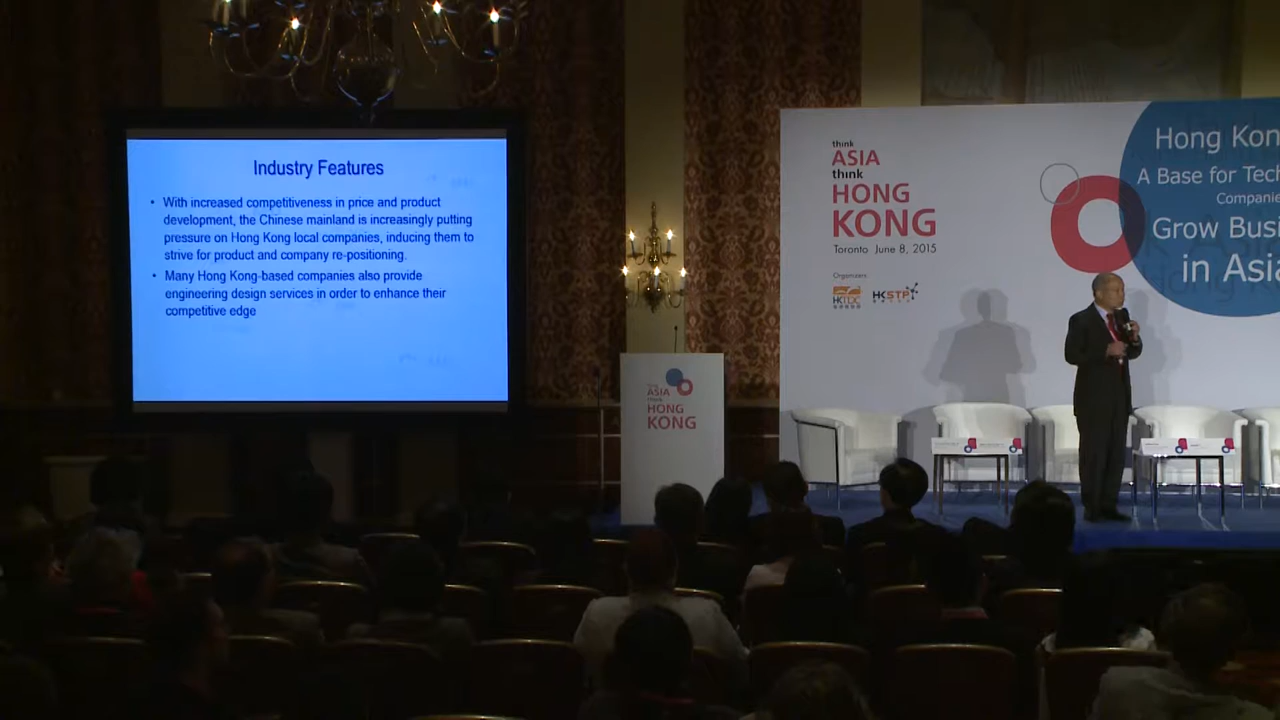 Industry Features
• With increased competitiveness in price and product
development, the Chinese mainland is increasingly putting
pressure on Hong Kong local companies, inducing them to
strive for product and company re-positioning.
• Many Hong Kong-based companies also provide
engineering design services in order to enhance their
competitive edge
think
ASIA
think
HONG
KONG
Toronto June 8, 2015
Organizers
HKTDC
HKSTP
Hong Kon
A Base for Tech
Companie
Grow Busi
in Asia
ASIA
HONG
KONG